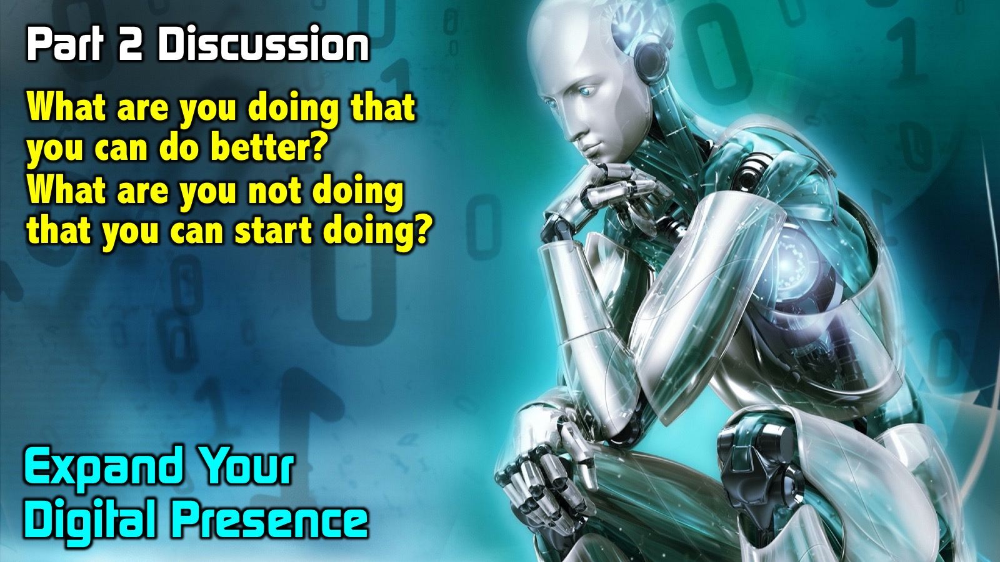 Part 2 Discussion
What are you doing that
you can do better?
What are you not doing
that you can start doing?
Expand Your
Digital Presence